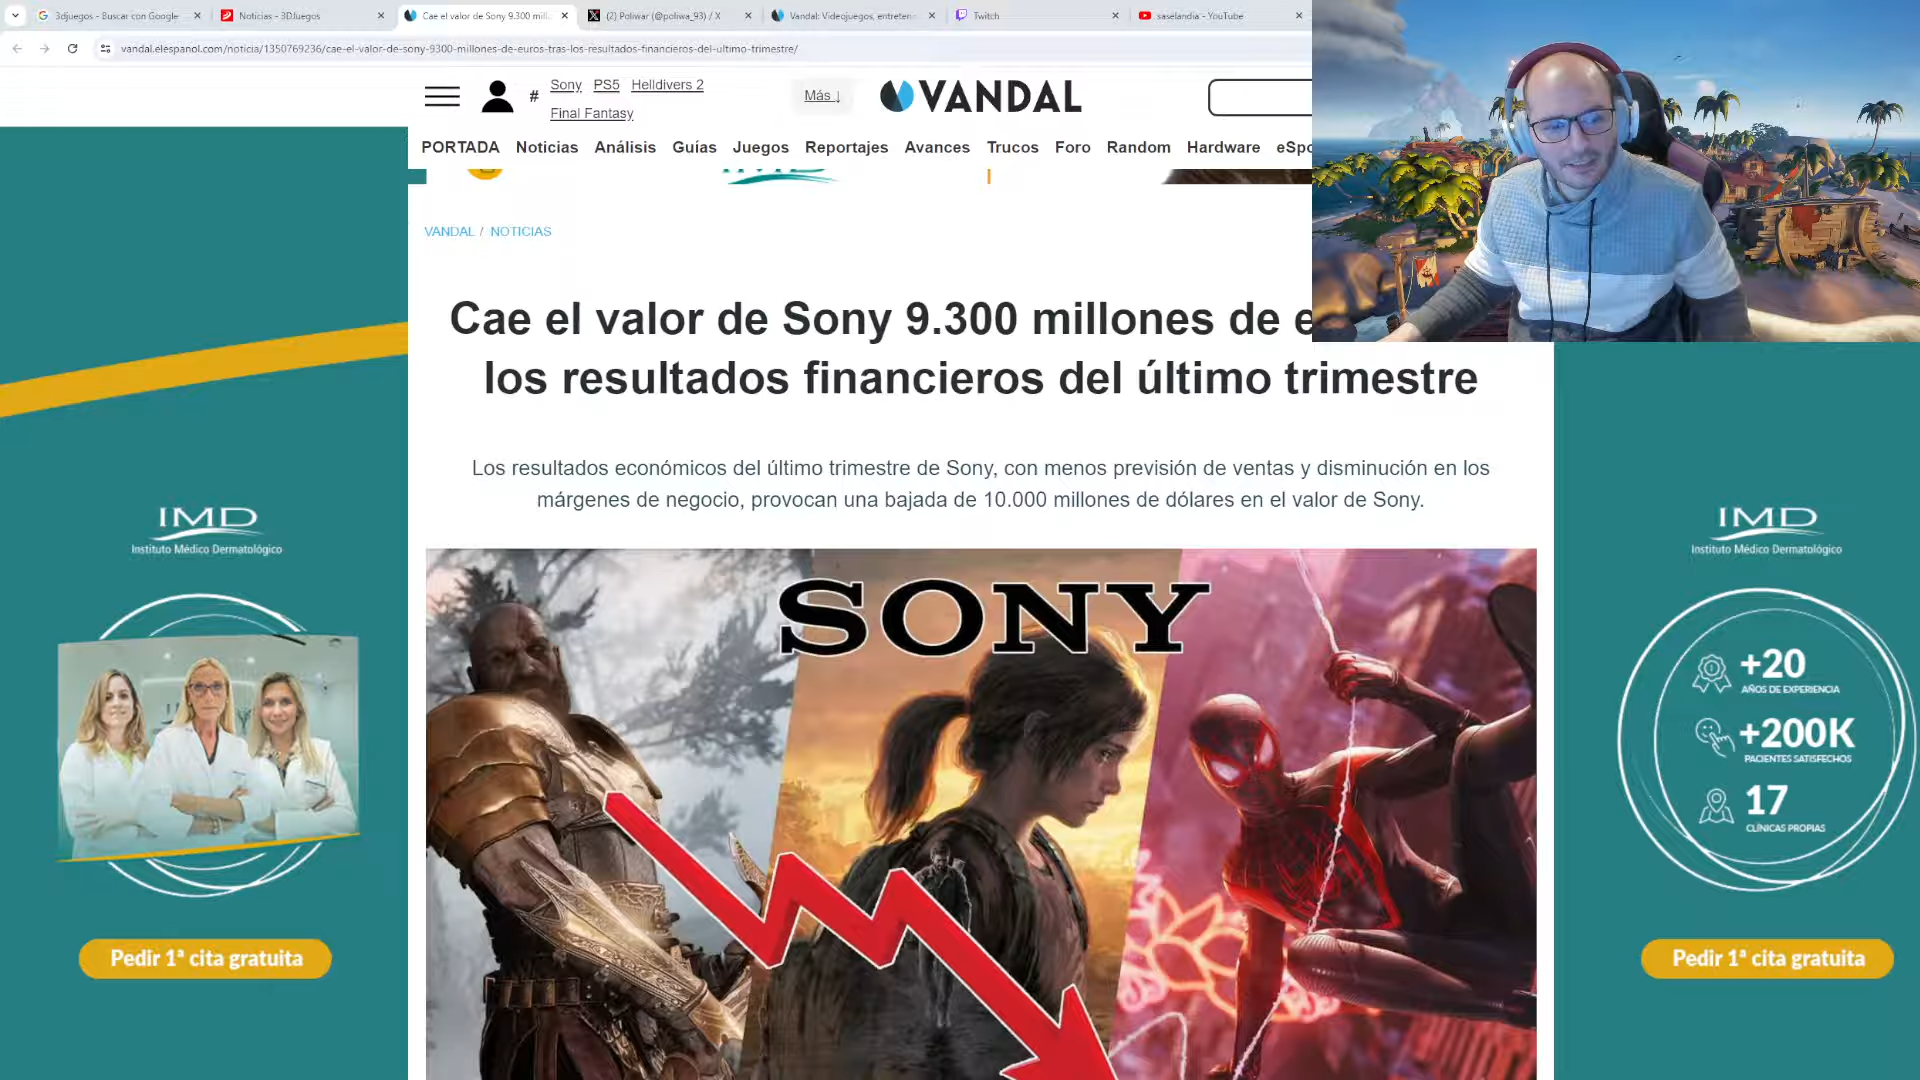 3djuegos - Buscar con Google
Noticias - 3DJuegos
Cae el valor de Sony 9.300 mill
(2) Poliwar (@poliwa_93) / X
Vandal: Videojuegos, entreten
Twitch
saselandia - YouTube
vandal.elespanol.com/noticia/1350769236/cae-el-valor-de-sony-9300-millones-de-euros-tras-los-resultados-financieros-del-ultimo-trimestre/
# Sony PS5 Helldivers 2
Final Fantasy
Más ↓
VANDAL
PORTADA Noticias Análisis Guías Juegos Reportajes Avances Trucos Foro Random Hardware eSpo
VANDAL / NOTICIAS
Cae el valor de Sony 9.300 millones de e
los resultados financieros del último trimestre
Los resultados económicos del último trimestre de Sony, con menos previsión de ventas y disminución en los
márgenes de negocio, provocan una bajada de 10.000 millones de dólares en el valor de Sony.
SONY
IMD
Instituto Médico Dermatológico
Pedir 1ª cita gratuita
IMD
Instituto Médico Dermatológico
+20
AÑOS DE EXPERIENCIA
+200K
PACIENTES SATISFECHOS
17
CLÍNICAS PROPIAS
Pedir 1ª cita gratuita